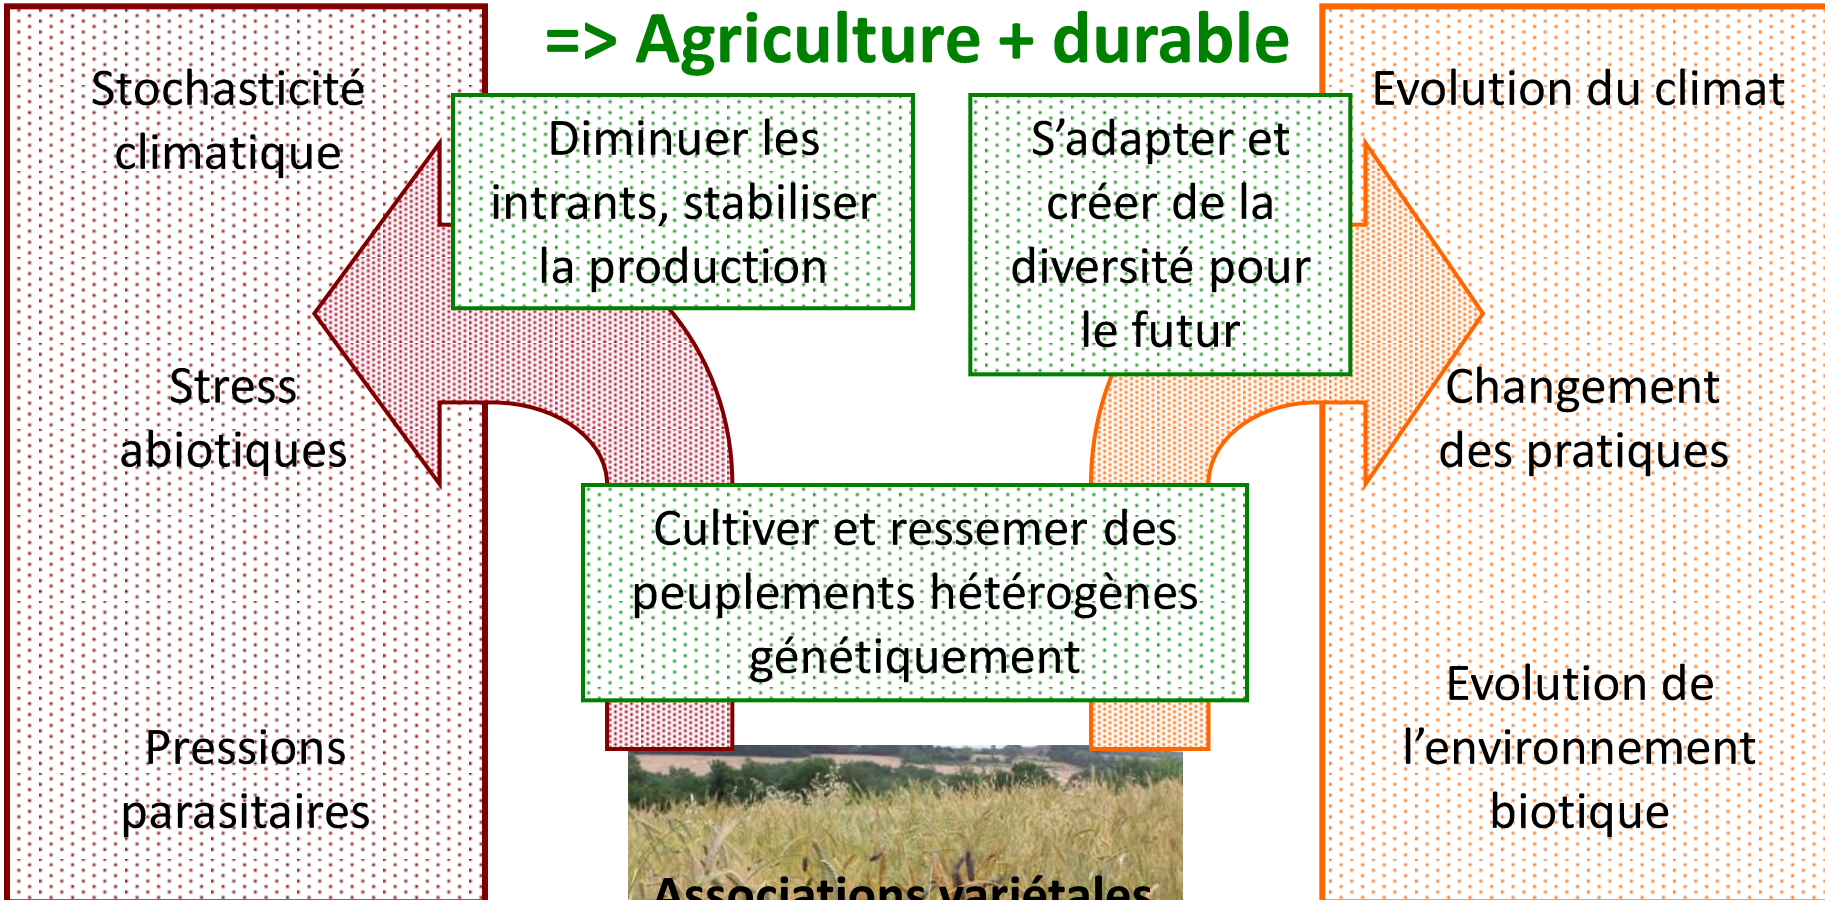 => Agriculture + durable
Stochasticité
climatique
Stress
abiotiques
Pressions
parasitaires
Diminuer les
intrants, stabiliser
la production
S’adapter et
créer de la
diversité pour
le futur
Cultiver et ressemer des
peuplements hétérogènes
génétiquement
Evolution du climat
Changement
des pratiques
Evolution de
l’environnement
biotique
Associations variétales